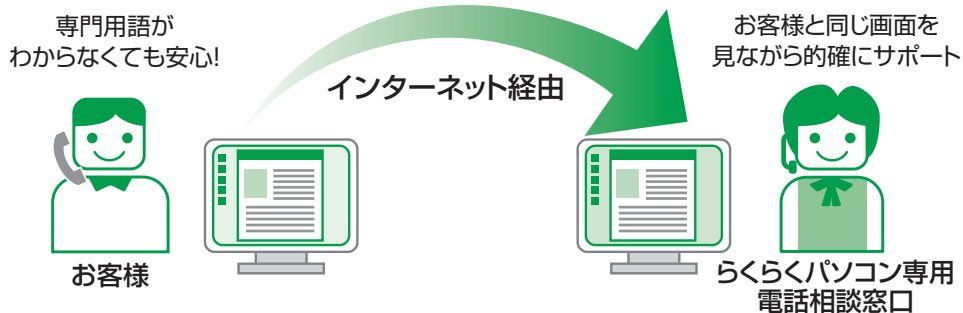 専門用語が
わからなくても安心!
お客様と同じ画面を
見ながら的確にサポート
インターネット経由
お客様
らくらくパソコン専用
電話相談窓口